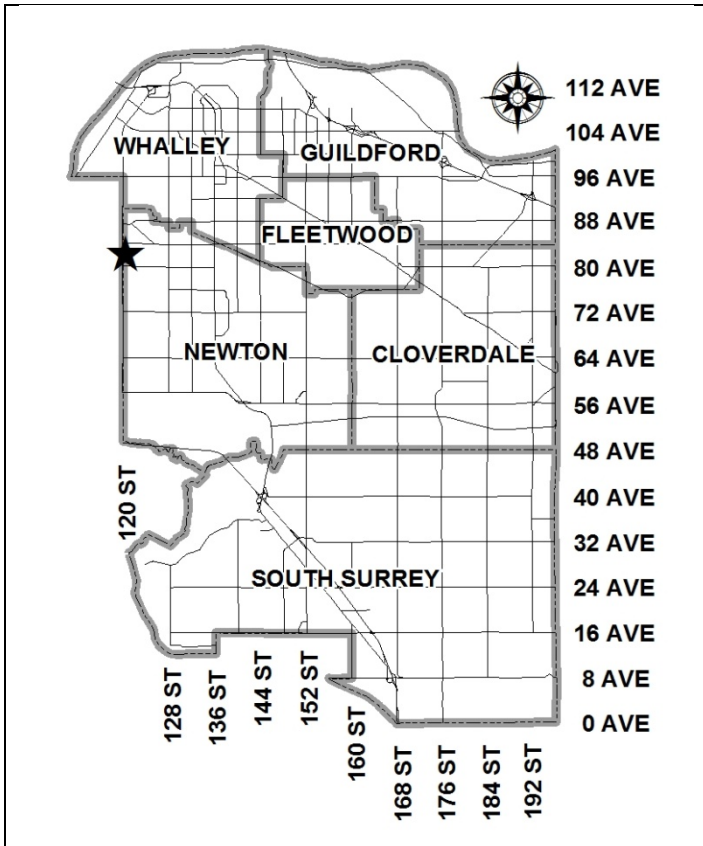 112 AVE
104 AVE
WHALLEY
GUILDFORD
96 AVE
88 AVE
FLEETWOOD
80 AVE
72 AVE
NEWTON
CLOVERDALE
64 AVE
56 AVE
48 AVE
120 ST
40 AVE
32 AVE
SOUTH SURREY
24 AVE
16 AVE
8 AVE
0 AVE
128 ST
136 ST
144 ST
152 ST
160 ST
168 ST
176 ST
184 ST
192 ST